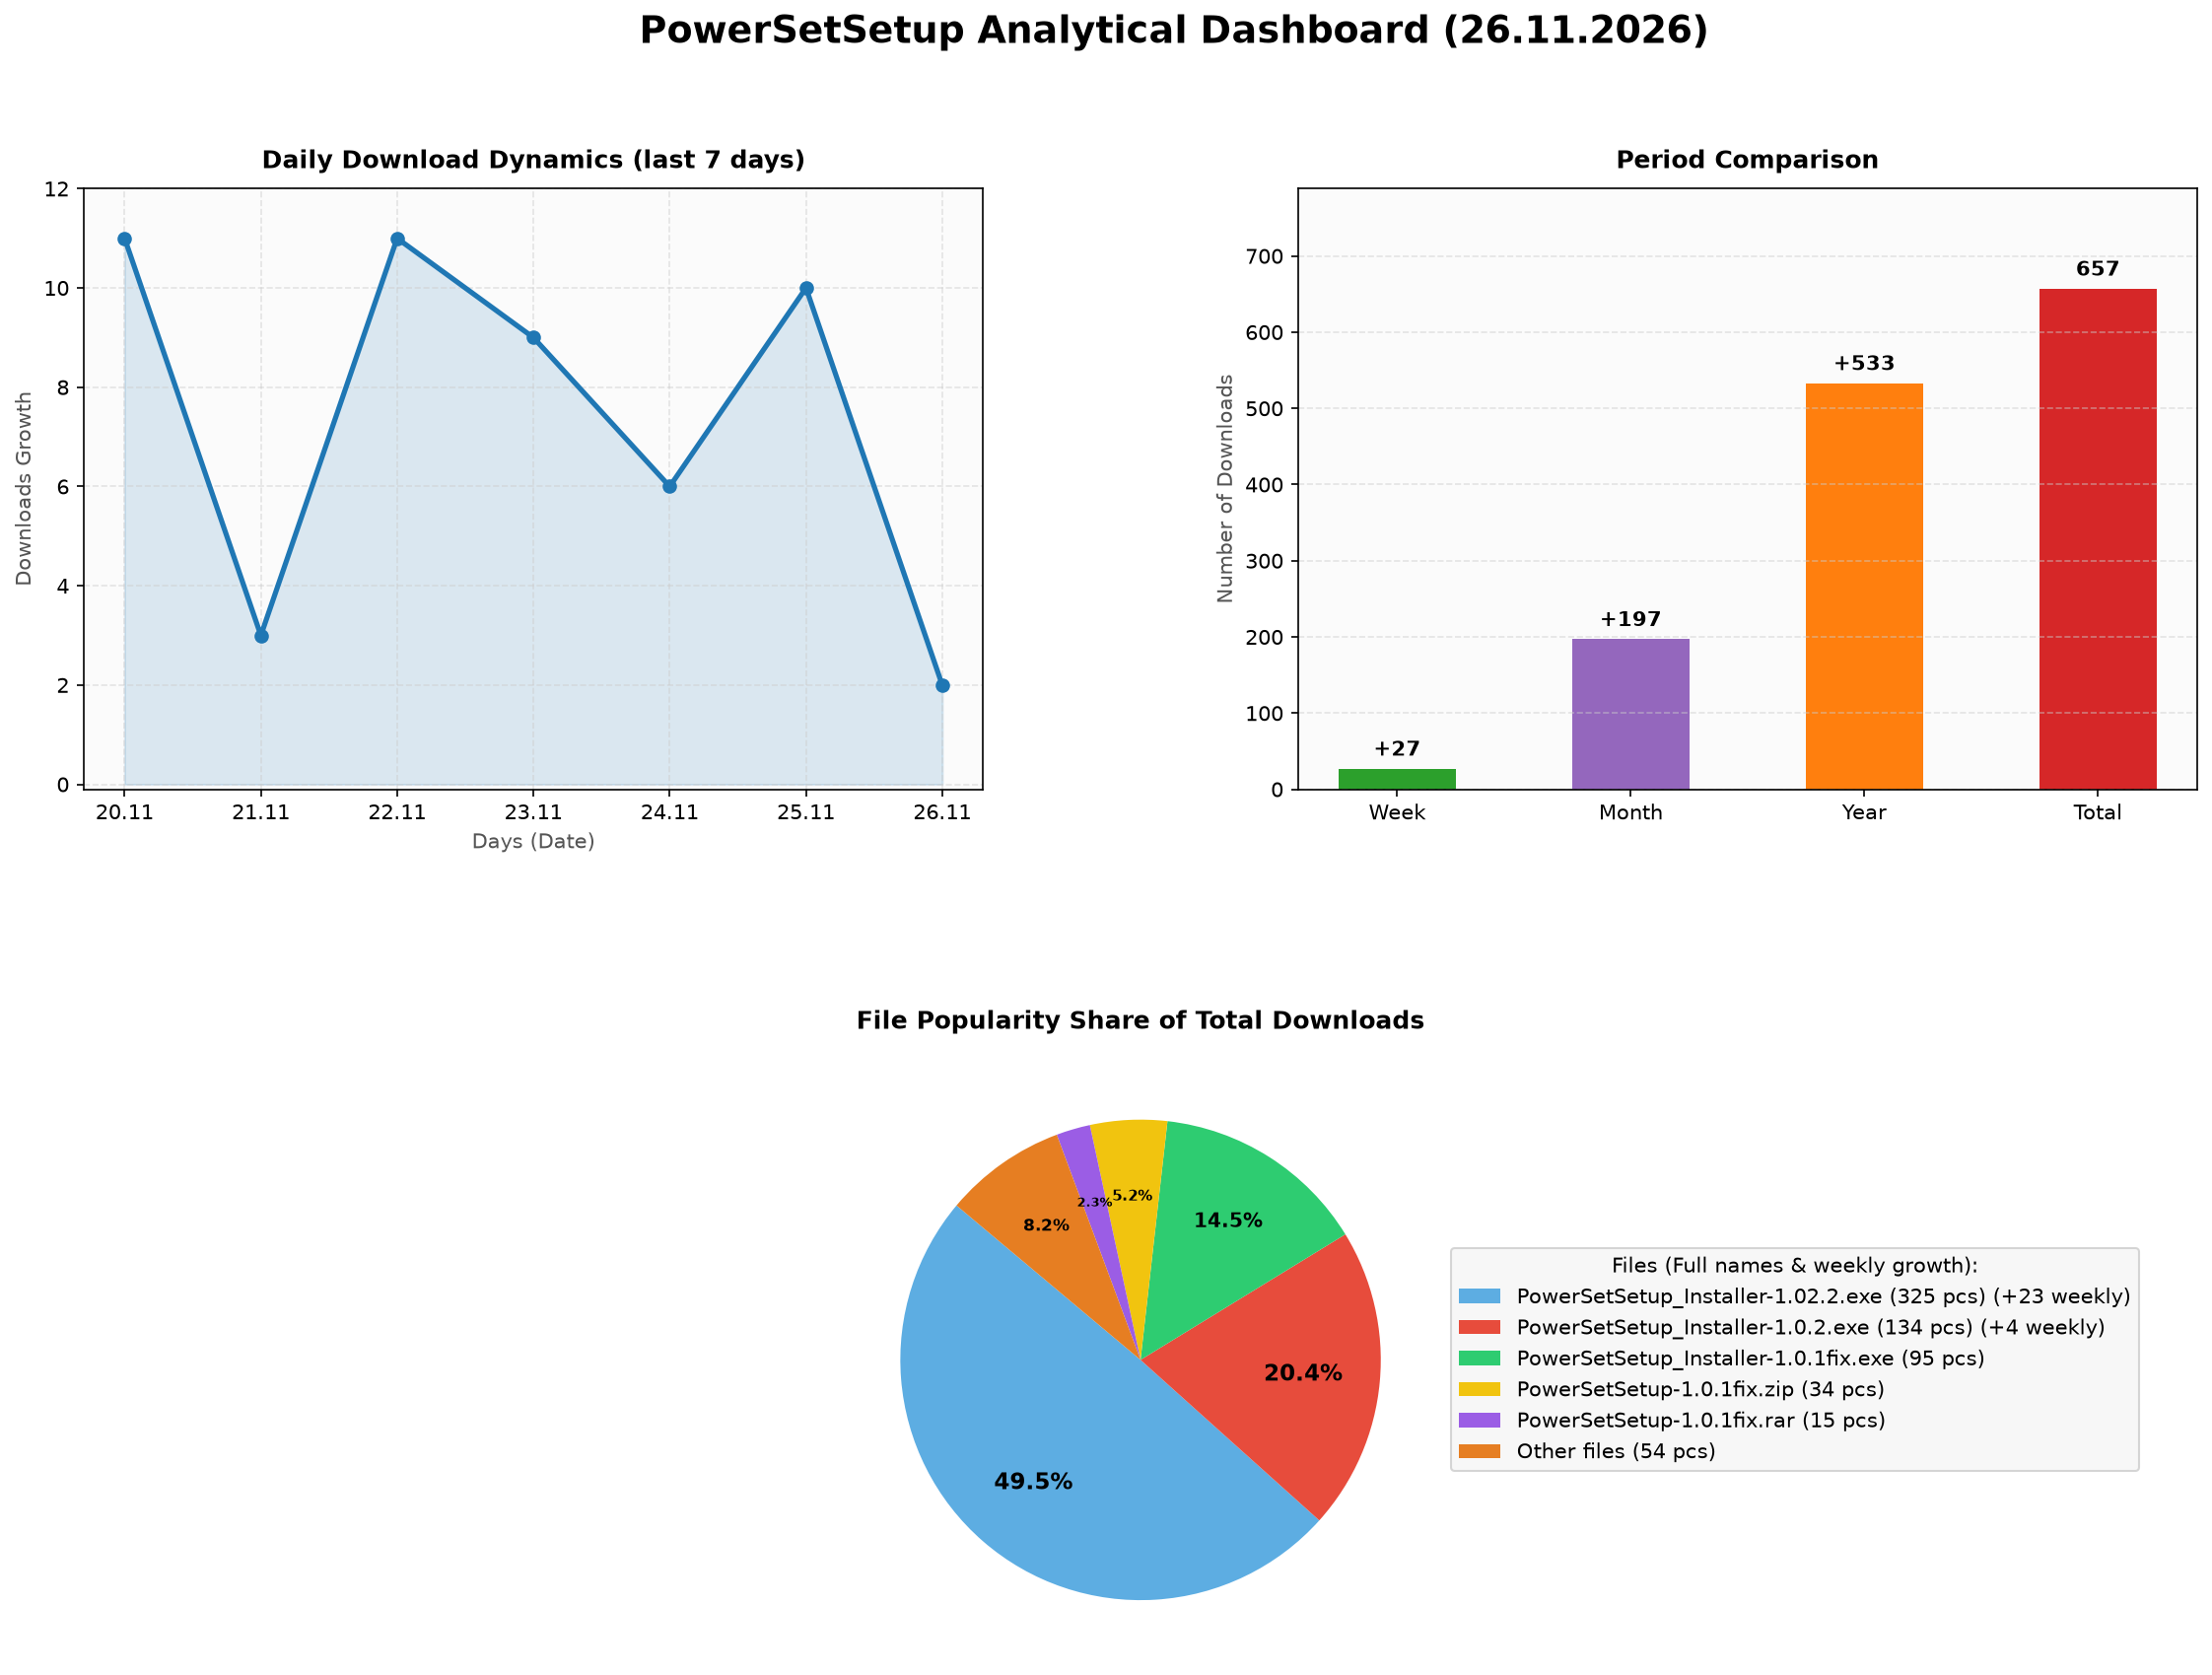 PowerSetSetup Analytical Dashboard (26.11.2026)
Daily Download Dynamics (last 7 days)
Downloads Growth
12
10
8
6
4
2
0
20.11 21.11 22.11 23.11 24.11 25.11 26.11
Days (Date)
Period Comparison
Number of Downloads
700
600
500
400
300
200
100
0
+27
+197
+533
657
Week Month Year Total
File Popularity Share of Total Downloads
49.5%
20.4%
14.5%
5.2%
2.3%
8.2%
Files (Full names & weekly growth):
PowerSetSetup_Installer-1.02.2.exe (325 pcs) (+23 weekly)
PowerSetSetup_Installer-1.0.2.exe (134 pcs) (+4 weekly)
PowerSetSetup_Installer-1.0.1fix.exe (95 pcs)
PowerSetSetup-1.0.1fix.zip (34 pcs)
PowerSetSetup-1.0.1fix.rar (15 pcs)
Other files (54 pcs)